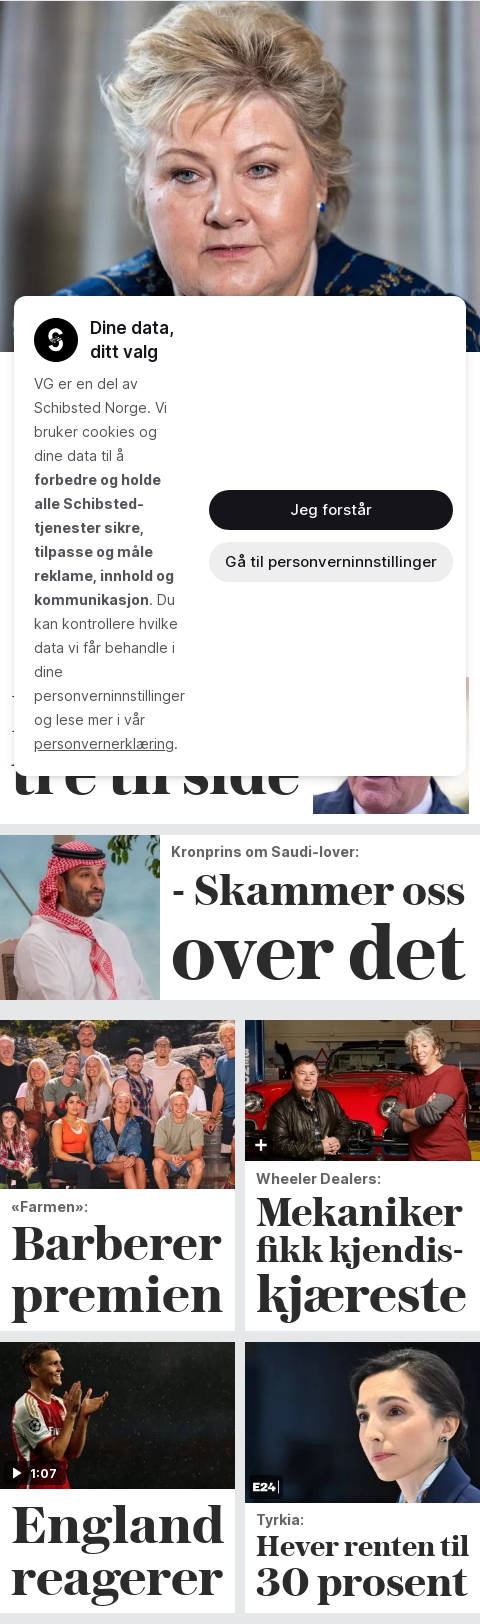 Dine data,
ditt valg
VG er en del av
Schibsted Norge. Vi
bruker cookies og
dine data til å
forbedre og holde
alle Schibsted-
tjenester sikre,
tilpasse og måle
reklame, innhold og
kommunikasjon. Du
kan kontrollere hvilke
data vi får behandle i
dine
personverninnstillinger
og lese mer i vår
personvernerklæring.
Jeg forstår
Gå til personverninnstillinger
tre til side
Kronprins om Saudi-lover:
- Skammer oss
over det
«Farmen»:
Barberer
premien
Wheeler Dealers:
Mekaniker
fikk kjendis-
kjæreste
1:07
England
reagerer
E24
Tyrkia:
Hever renten til
30 prosent